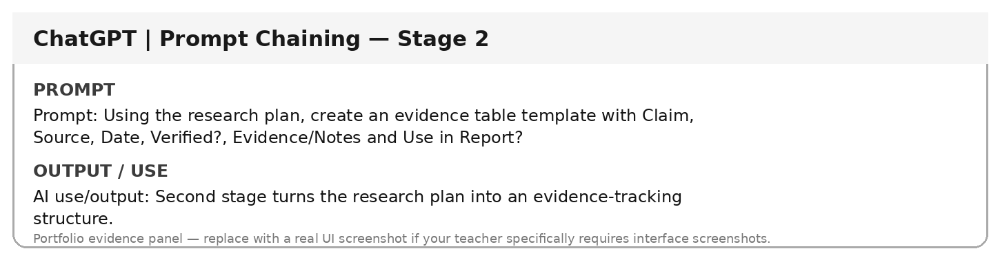 ChatGPT | Prompt Chaining — Stage 2
PROMPT
Prompt: Using the research plan, create an evidence table template with Claim,
Source, Date, Verified?, Evidence/Notes and Use in Report?
OUTPUT / USE
AI use/output: Second stage turns the research plan into an evidence-tracking
structure.
Portfolio evidence panel — replace with a real UI screenshot if your teacher specifically requires interface screenshots.